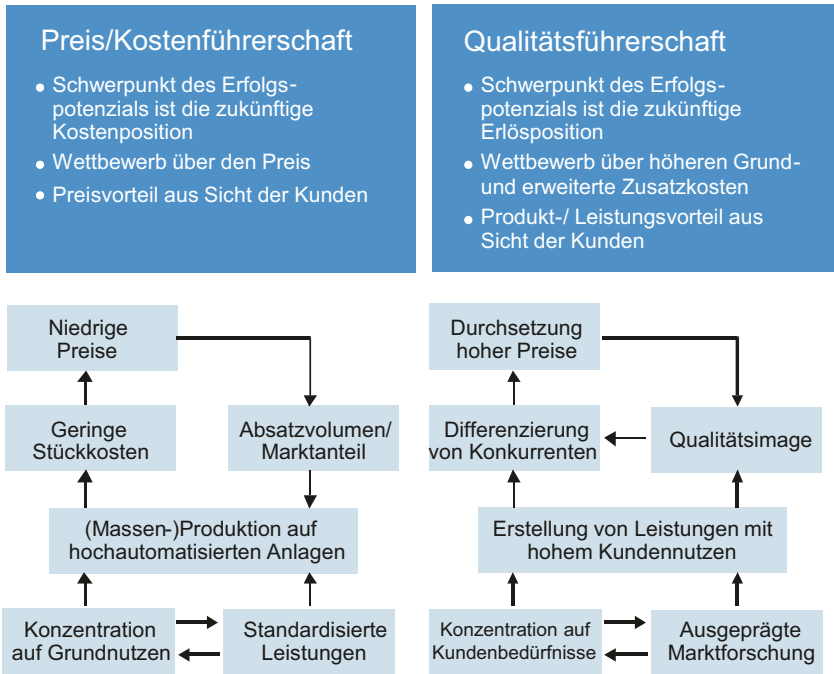 Preis/Kostenführerschaft
• Schwerpunkt des Erfolgs-
potenzials ist die zukünftige
Kostenposition
• Wettbewerb über den Preis
• Preisvorteil aus Sicht der Kunden
Qualitätsführerschaft
• Schwerpunkt des Erfolgs-
potenzials ist die zukünftige
Erlösposition
• Wettbewerb über höheren Grund-
und erweiterte Zusatzkosten
• Produkt-/ Leistungsvorteil aus
Sicht der Kunden
Niedrige
Preise
Geringe
Stückkosten
Absatzvolumen/
Marktanteil
(Massen-)Produktion auf
hochautomatisierten Anlagen
Konzentration
auf Grundnutzen
Standardisierte
Leistungen
Durchsetzung
hoher Preise
Differenzierung
von Konkurrenten
Qualitätsimage
Erstellung von Leistungen mit
hohem Kundennutzen
Konzentration auf
Kundenbedürfnisse
Ausgeprägte
Marktforschung